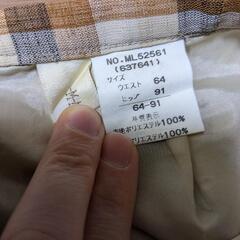 NO.ML52561
(637641)
サイズ 64
ウエスト 64
ヒップ 91
64-91
ポリエステル100%
ポリエステル100%